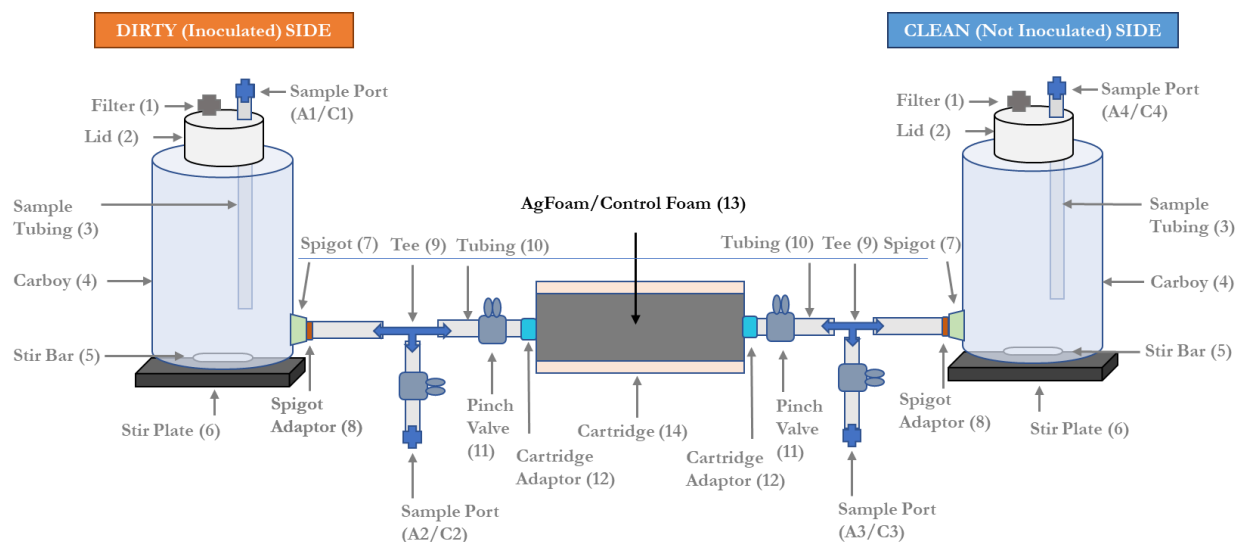 DIRTY (Inoculated) SIDE
CLEAN (Not Inoculated) SIDE
Filter (1)
Sample Port
(A1/C1)
Lid (2)
Sample
Tubing (3)
Carboy (4)
Stir Bar (5)
Stir Plate (6)
Spigot (7)
Tee (9)
Tubing (10)
Spigot
Adaptor (8)
Sample Port
(A2/C2)
Pinch
Valve
(11)
Cartridge
Adaptor (12)
AgFoam/Control Foam (13)
Cartridge (14)
Tubing (10)
Tee (9)
Spigot (7)
Cartridge
Adaptor (12)
Pinch
Valve
(11)
Sample Port
(A3/C3)
Spigot
Adaptor (8)
Filter (1)
Sample Port
(A4/C4)
Lid (2)
Sample
Tubing (3)
Carboy (4)
Stir Bar (5)
Stir Plate (6)